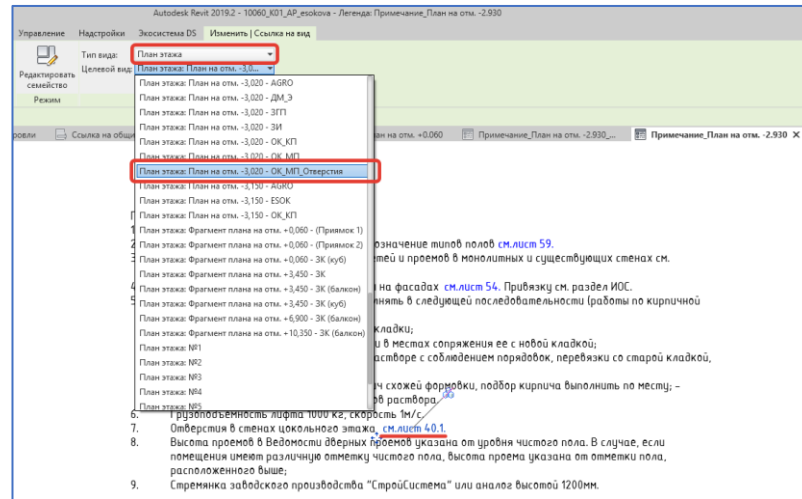 Autodesk Revit 2019.2 - 10060_K01_AP_esokova - Легенда: Примечание_План на отм. -2.930
Управление Надстройки Экосистема DS Изменить | Ссылка на вид
Тип вида: План этажа
Целевой вид: План этажа: План на отм. -3,0...
Редактировать
семейство
Режим
План этажа: План на отм. -3,020 - AGRO
План этажа: План на отм. -3,020 - ДМ_Э
План этажа: План на отм. -3,020 - ЗГП
План этажа: План на отм. -3,020 - ЗИ
План этажа: План на отм. -3,020 - ОК_КП
План этажа: План на отм. -3,020 - ОК_МП
План этажа: План на отм. -3,020 - ОК_МП_Отверстия
План этажа: План на отм. -3,150 - AGRO
План этажа: План на отм. -3,150 - ESOK
План этажа: План на отм. -3,150 - ОК_КП
План этажа: Фрагмент плана на отм. +0,060 - (Приямок 1)
План этажа: Фрагмент плана на отм. +0,060 - (Приямок 2)
План этажа: Фрагмент плана на отм. +0,060 - ЗК (куб)
План этажа: Фрагмент плана на отм. +3,450 - ЗК
План этажа: Фрагмент плана на отм. +3,450 - ЗК (балкон)
План этажа: Фрагмент плана на отм. +3,450 - ЗК (куб)
План этажа: Фрагмент плана на отм. +6,900 - ЗК (балкон)
План этажа: Фрагмент плана на отм. +10,350 - ЗК (балкон)
План этажа: №1
План этажа: №2
План этажа: №3
План этажа: №4
План этажа: №5
ровли Ссылка на общи ан на отм. +0.060 Примечание_План на отм. -2.930_... Примечание_План на отм. -2.930 X
означение типов полов см.лист 59.
тей и проемов в монолитных и существующих стенах см.
на фасадах см.лист 54. Привязку см. раздел ИОС.
лнять в следующей последовательности (работы по кирпичной
кладки;
и в местах сопряжения ее с новой кладкой;
астворе с соблюдением порядовок, перевязки со старой кладкой,
ич схожей формовки, подбор кирпича выполнить по месту; -
ов раствора.
6. Грузоподъемность лифта 1000 кг, скорость 1м/с.
7. Отверстия в стенах цокольного этажа см.лист 40.1.
8. Высота проемов в Ведомости дверных проемов указана от уровня чистого пола. В случае, если
помещения имеют различную отметку чистого пола, высота проема указана от отметки пола,
расположенного выше;
9. Стремянка заводского производства "СтройСистема" или аналог высотой 1200мм.